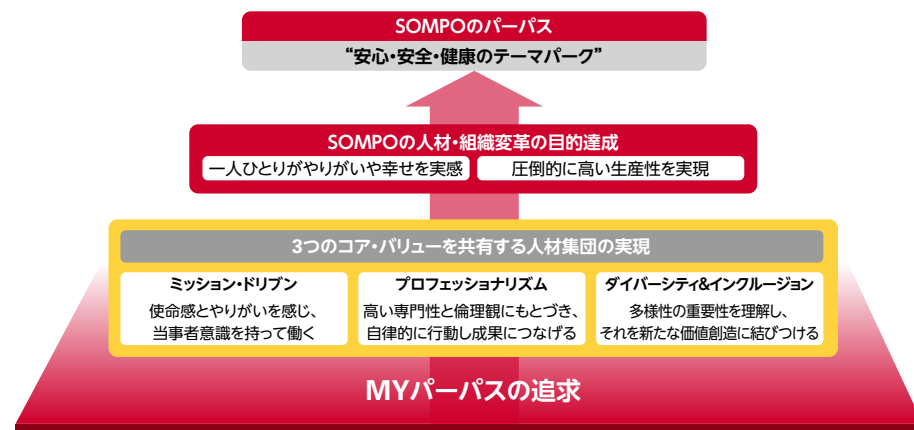 SOMPOのパーパス
“安心・安全・健康のテーマパーク”
SOMPOの人材・組織変革の目的達成
一人ひとりがやりがいや幸せを実感
圧倒的に高い生産性を実現
3つのコア・バリューを共有する人材集団の実現
ミッション・ドリブン
使命感とやりがいを感じ、
当事者意識を持って働く
プロフェッショナリズム
高い専門性と倫理観にもとづき、
自律的に行動し成果につなげる
ダイバーシティ&インクルージョン
多様性の重要性を理解し、
それを新たな価値創造に結びつける
MYパーパスの追求